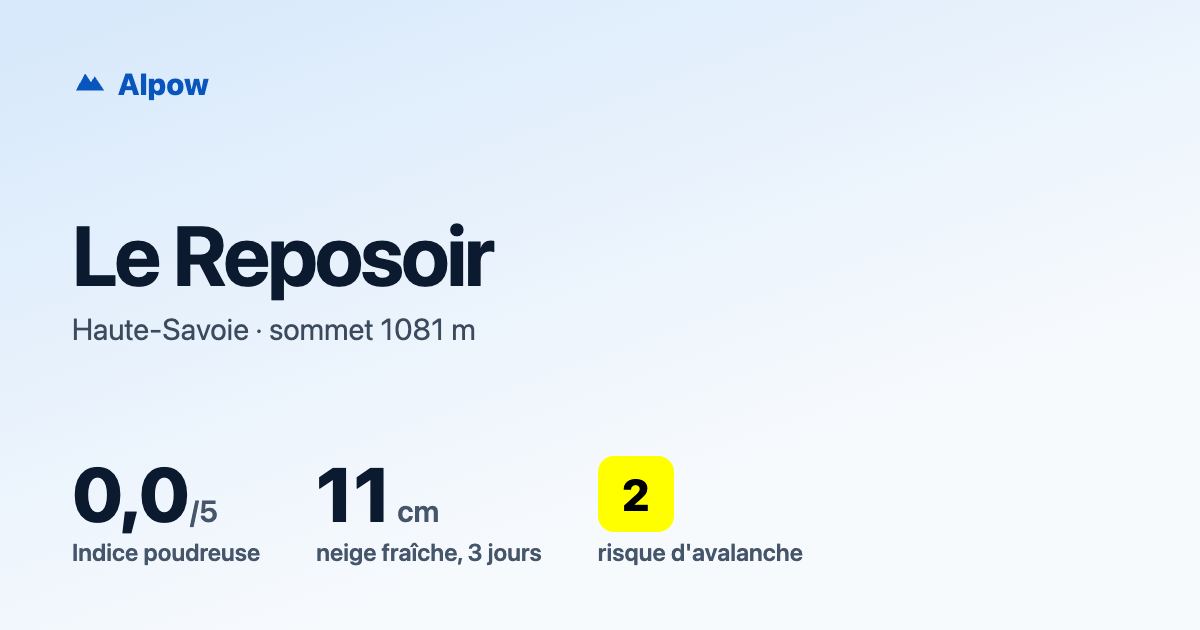 Alpow
Le Reposoir
Haute-Savoie · sommet 1081 m
0,0/5
Indice poudreuse
11 cm
neige fraîche, 3 jours
2
risque d'avalanche